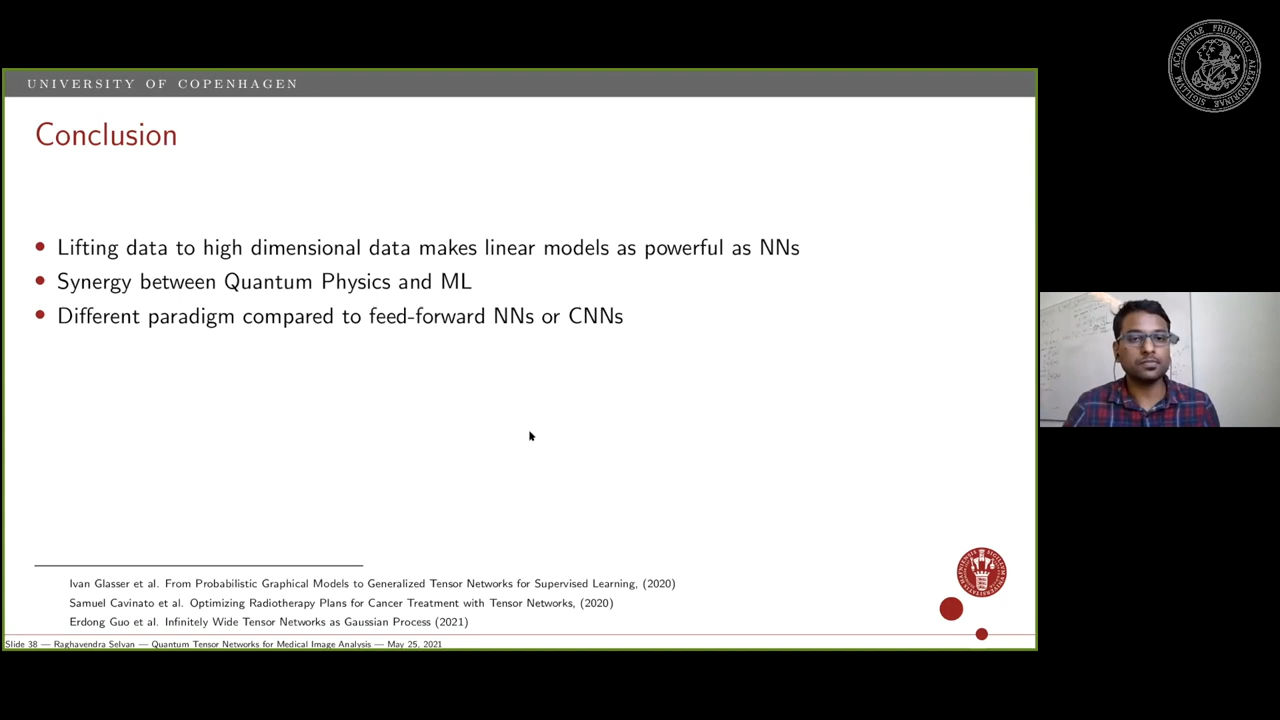 UNIVERSITY OF COPENHAGEN
Conclusion
Lifting data to high dimensional data makes linear models as powerful as NNs
Synergy between Quantum Physics and ML
Different paradigm compared to feed-forward NNs or CNNs
Ivan Glasser et al. From Probabilistic Graphical Models to Generalized Tensor Networks for Supervised Learning, (2020)
Samuel Cavinato et al. Optimizing Radiotherapy Plans for Cancer Treatment with Tensor Networks, (2020)
Erdong Guo et al. Infinitely Wide Tensor Networks as Gaussian Process (2021)
Slide 38 — Raghavendra Selvan — Quantum Tensor Networks for Medical Image Analysis — May 25, 2021
ACADEMIAE FRIDERICO ALEXANDRINAE SIGILLUM